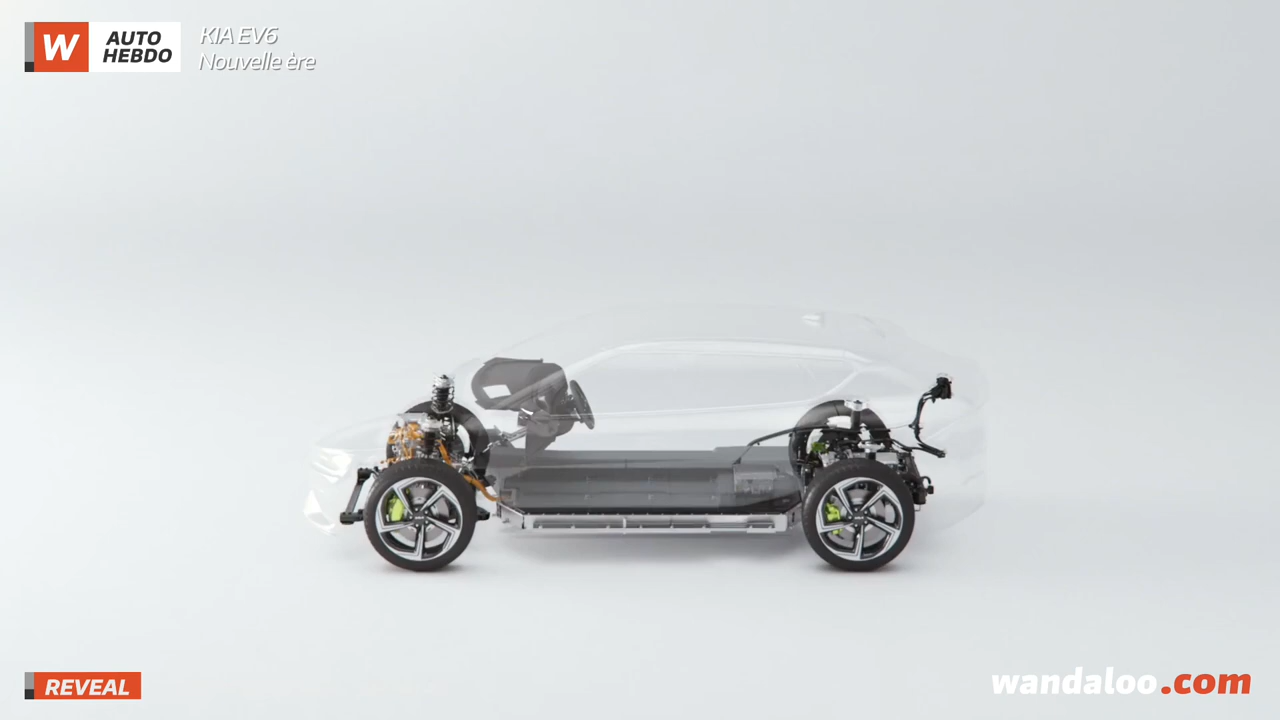 W
AUTO
HEBDO
KIA EV6
Nouvelle ère
REVEAL
wandaloo.com